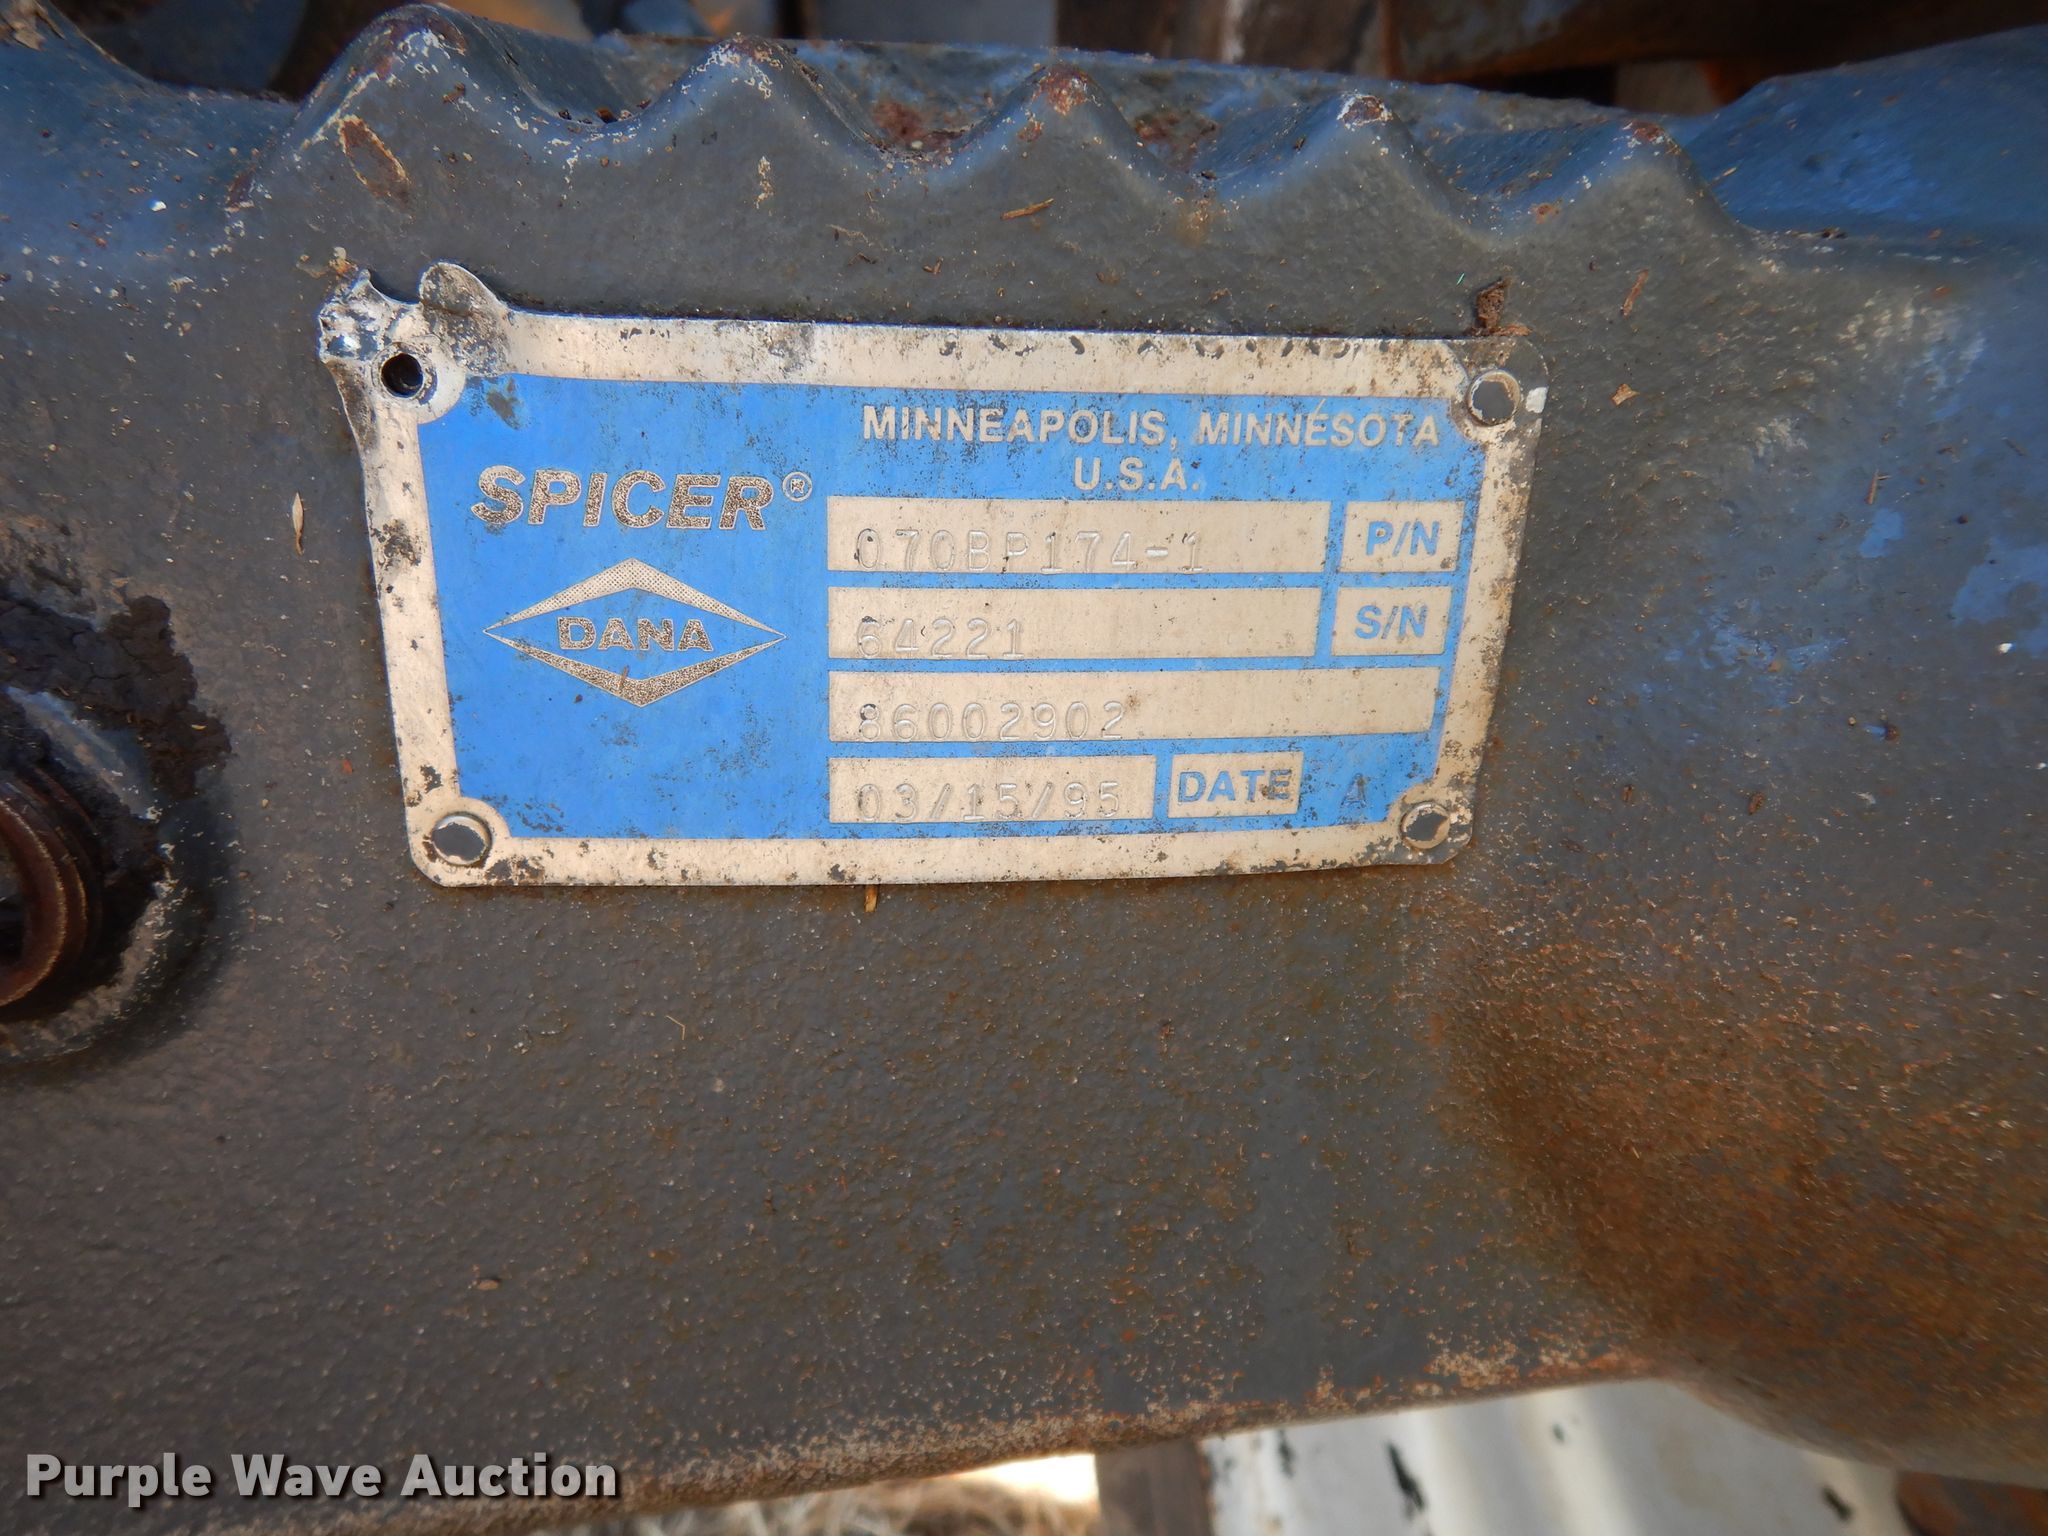 MINNEAPOLIS, MINNESOTA
U.S.A.
SPICER®
DANA
070BP174-1 P/N
64221 S/N
86002902
03/15/95 DATE A
Purple Wave Auction